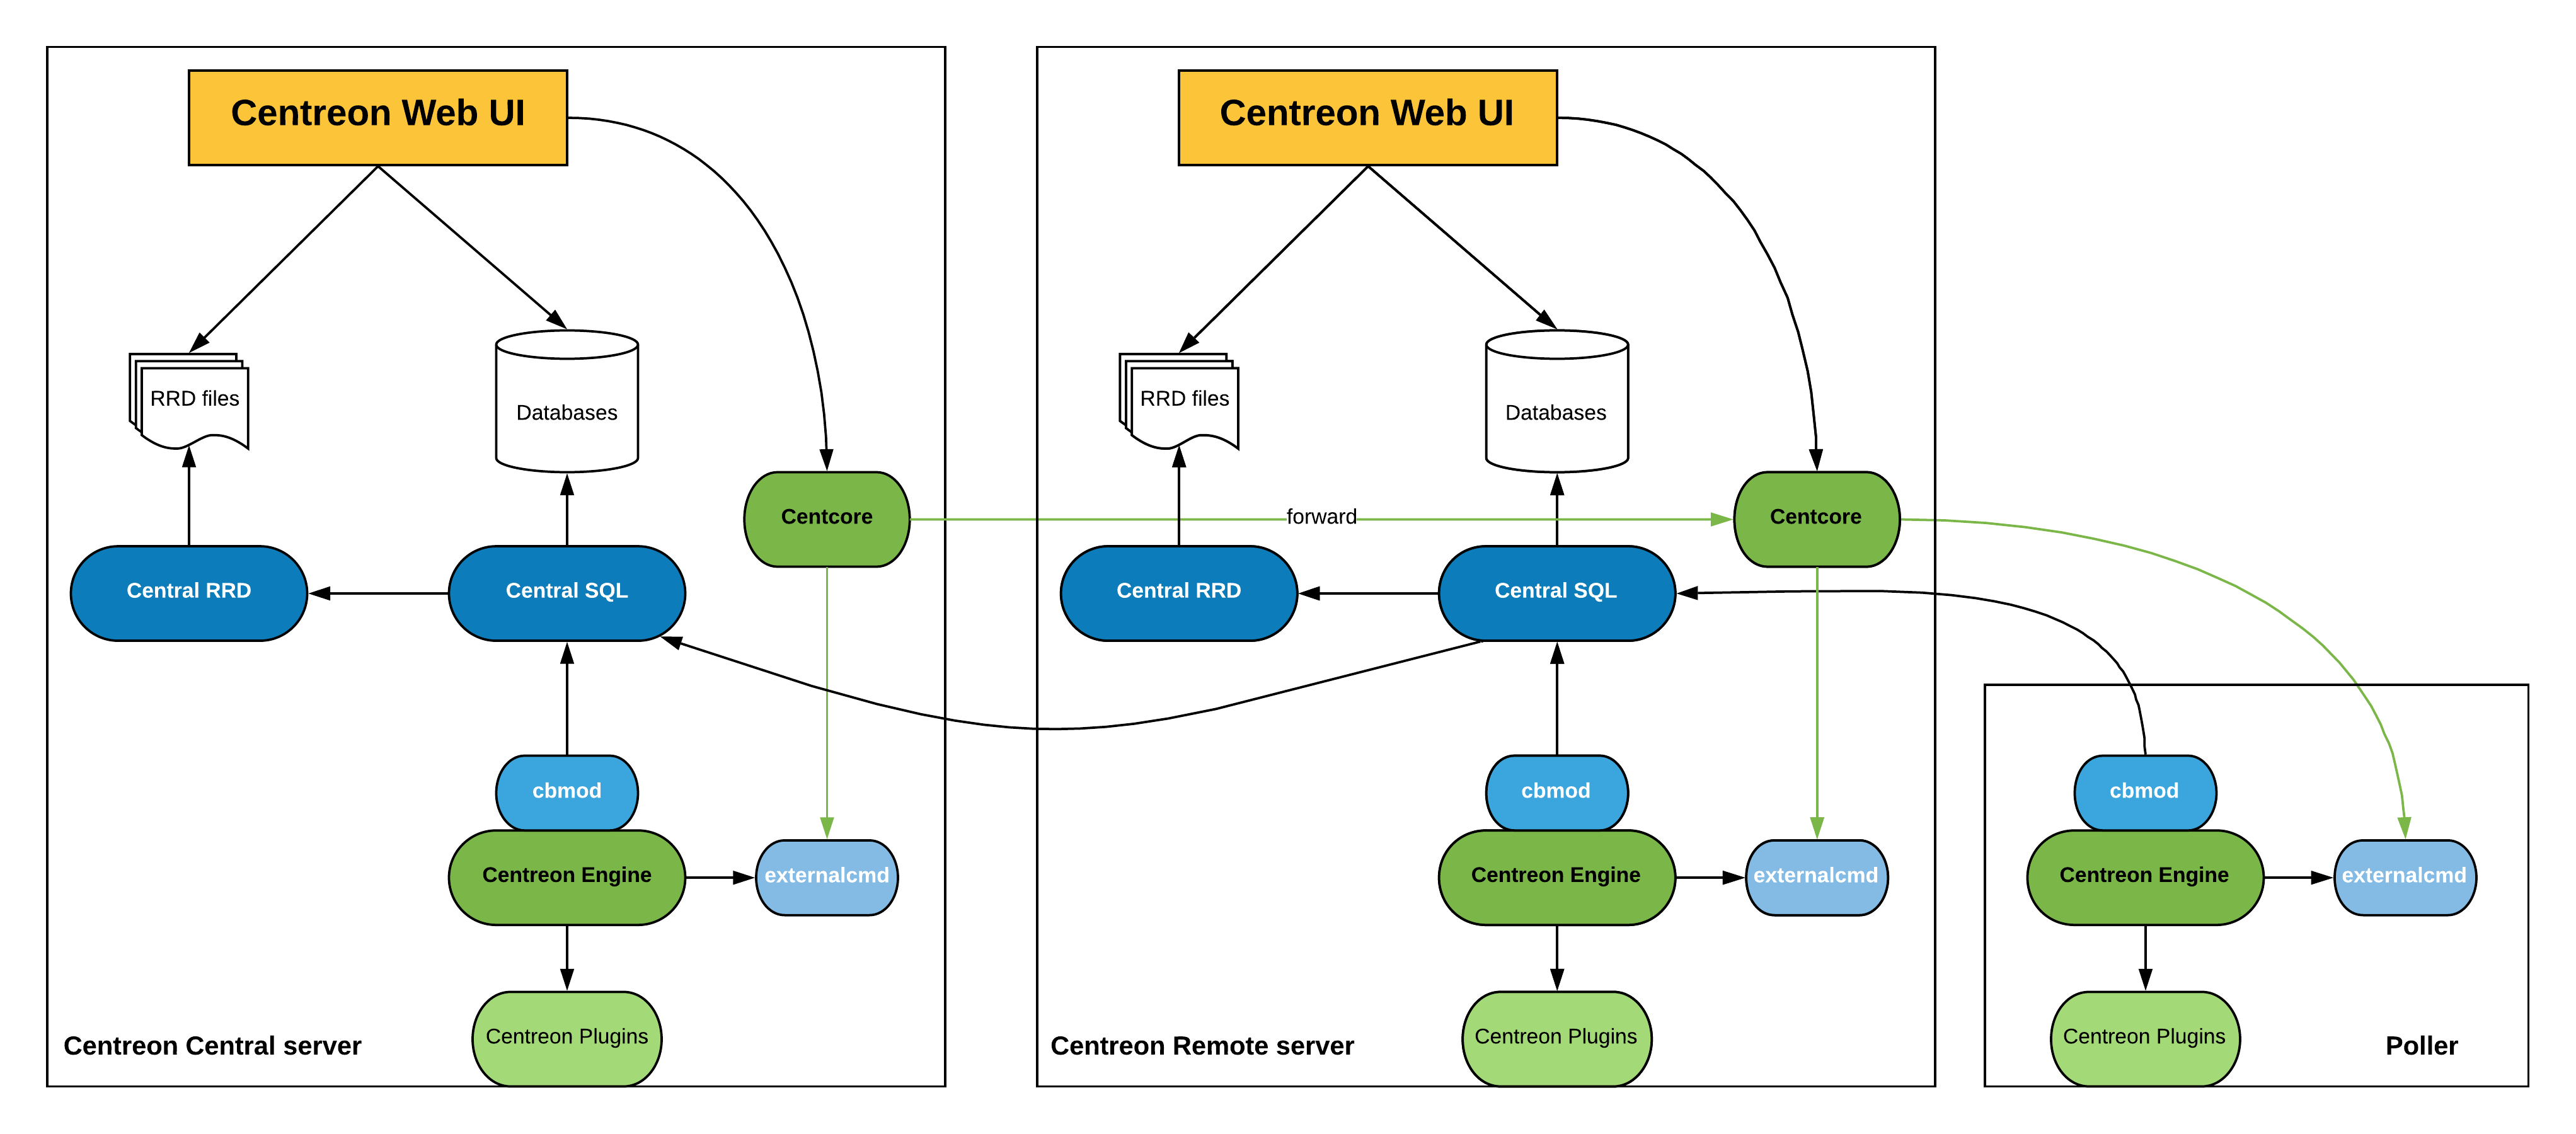 Centreon Web UI
RRD files
Databases
Centcore
Central RRD
Central SQL
cbmod
Centreon Engine
externalcmd
Centreon Plugins
Centreon Central server
forward
Centreon Web UI
RRD files
Databases
Centcore
Central RRD
Central SQL
cbmod
Centreon Engine
externalcmd
Centreon Plugins
Centreon Remote server
cbmod
Centreon Engine
externalcmd
Centreon Plugins
Poller